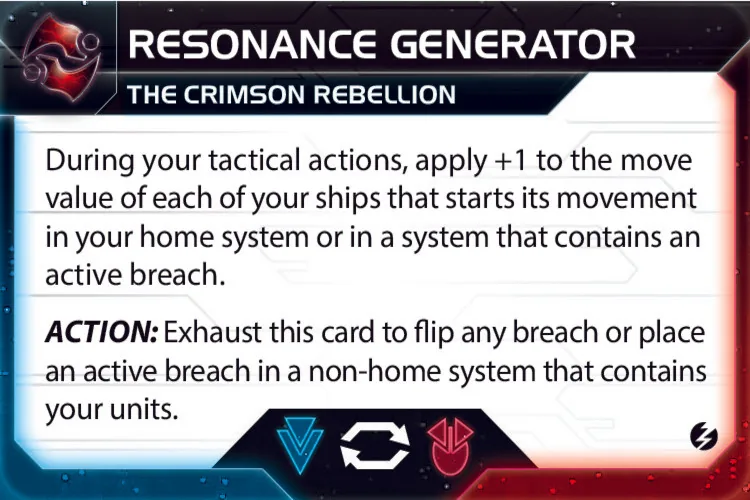 RESONANCE GENERATOR
THE CRIMSON REBELLION
During your tactical actions, apply +1 to the move
value of each of your ships that starts its movement
in your home system or in a system that contains an
active breach.
ACTION: Exhaust this card to flip any breach or place
an active breach in a non-home system that contains
your units.